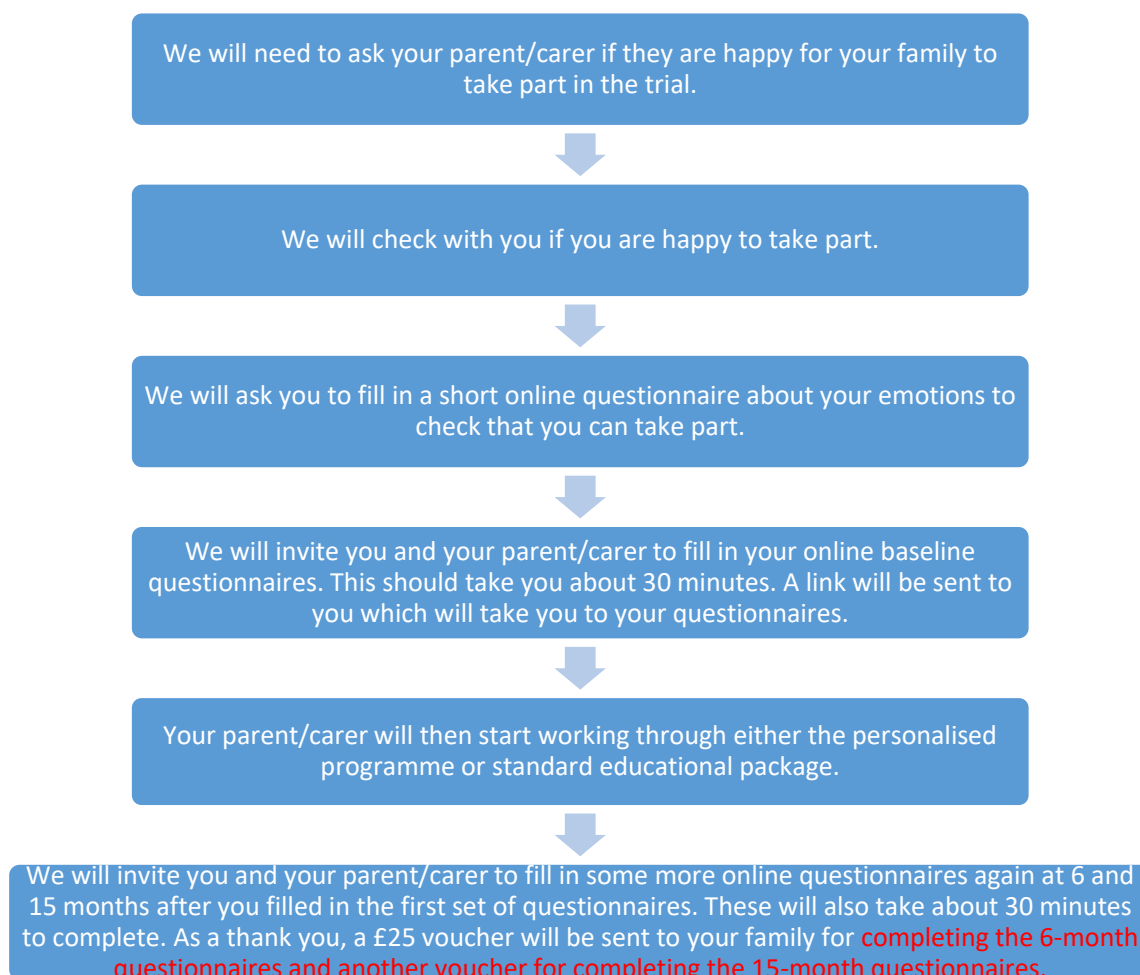 We will need to ask your parent/carer if they are happy for your family to
take part in the trial.
We will check with you if you are happy to take part.
We will ask you to fill in a short online questionnaire about your emotions to
check that you can take part.
We will invite you and your parent/carer to fill in your online baseline
questionnaires. This should take you about 30 minutes. A link will be sent to
you which will take you to your questionnaires.
Your parent/carer will then start working through either the personalised
programme or standard educational package.
We will invite you and your parent/carer to fill in some more online questionnaires again at 6 and
15 months after you filled in the first set of questionnaires. These will also take about 30 minutes
to complete. As a thank you, a £25 voucher will be sent to your family for completing the 6-month
questionnaires and another voucher for completing the 15-month questionnaires.